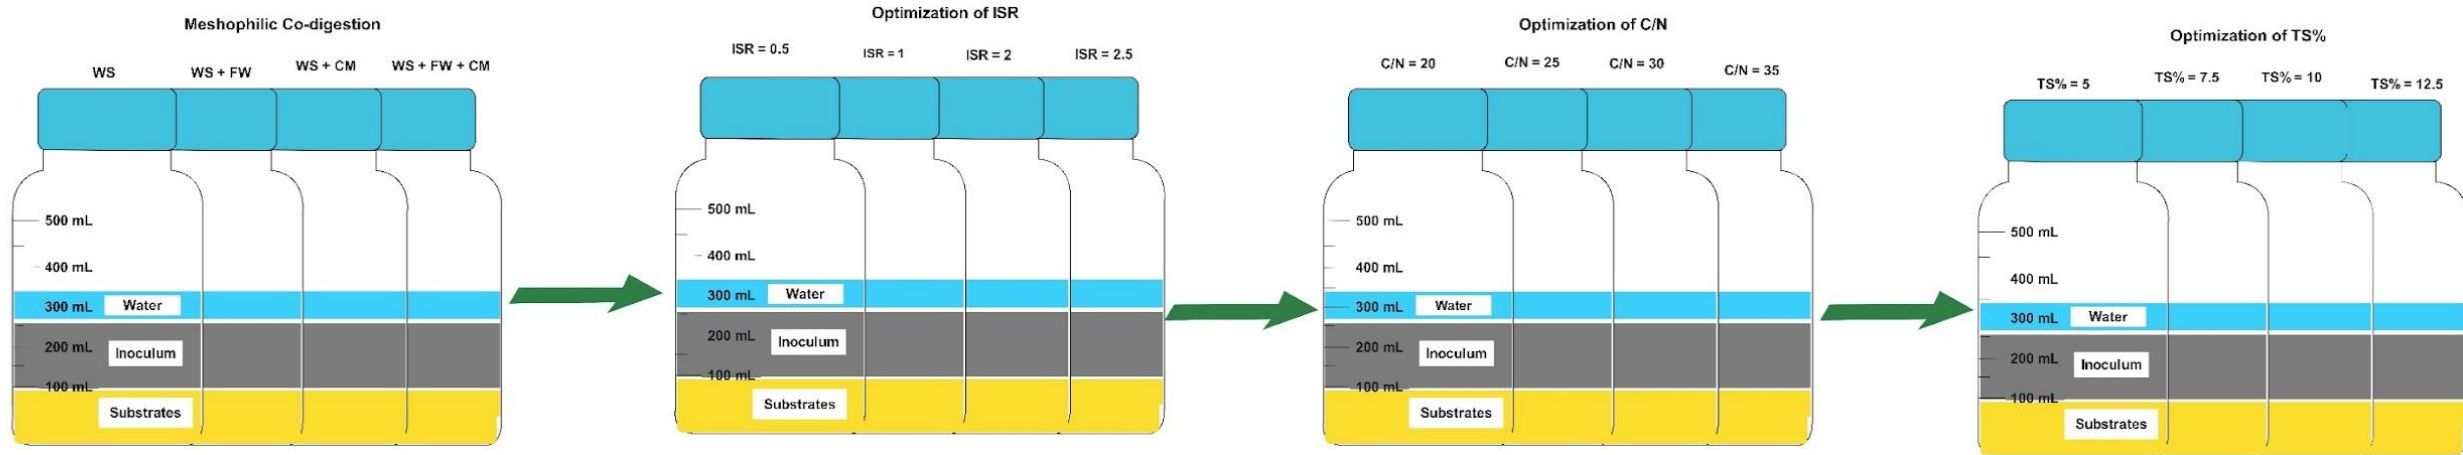 Meshophilic Co-digestion
WS
WS + FW
WS + CM
WS + FW + CM
500 mL
400 mL
300 mL
Water
200 mL
Inoculum
100 mL
Substrates
Optimization of ISR
ISR = 0.5
ISR = 1
ISR = 2
ISR = 2.5
500 mL
400 mL
300 mL
Water
200 mL
Inoculum
100 mL
Substrates
Optimization of C/N
C/N = 20
C/N = 25
C/N = 30
C/N = 35
500 mL
400 mL
300 mL
Water
200 mL
Inoculum
100 mL
Substrates
Optimization of TS%
TS% = 5
TS% = 7.5
TS% = 10
TS% = 12.5
500 mL
400 mL
300 mL
Water
200 mL
Inoculum
100 mL
Substrates